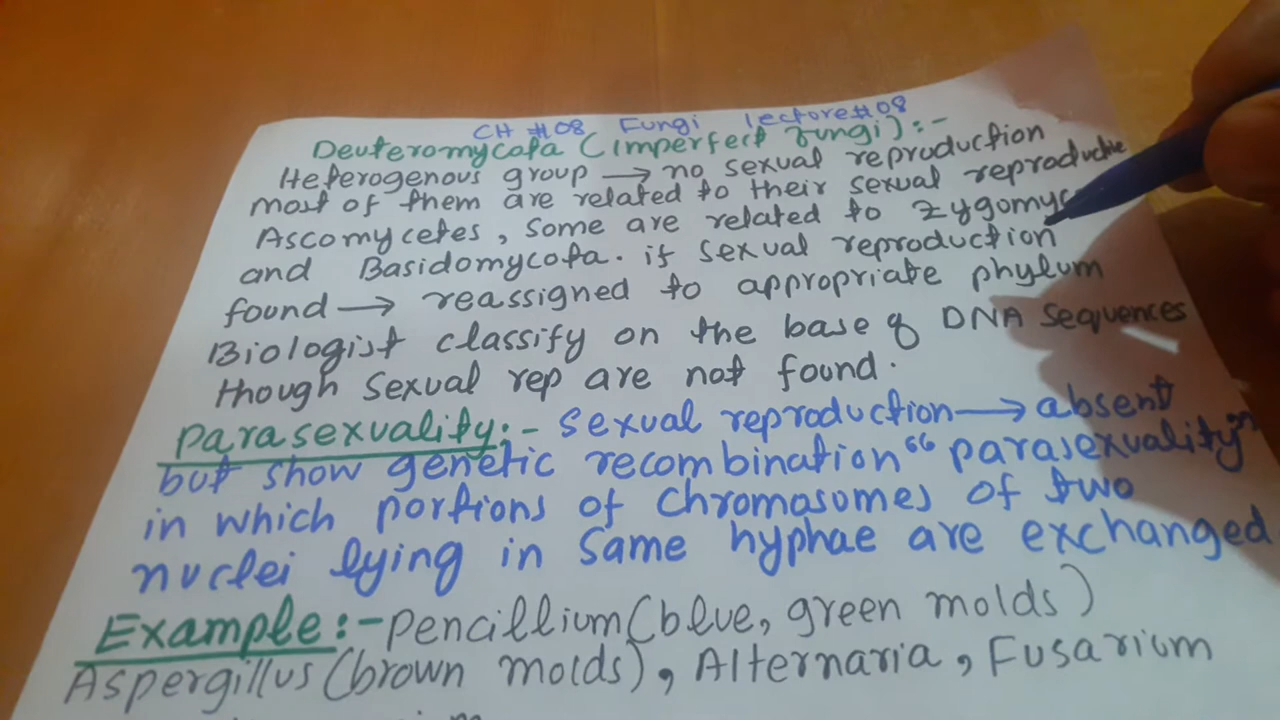 CH #08 Fungi lectore#08
Deuteromycota (imperfect fungi):-
Heterogenous group → no sexual reproduction
most of them are related to their sexual reproductive
Ascomycetes, some are related to zygomyc
and Basidomycota. if sexual reproduction
found → reassigned to appropriate phylum
Biologist classify on the base of DNA sequences
though sexual rep are not found.
parasexuality:- sexual reproduction → absent
but show genetic recombination "parasexuality"
in which portions of chromosomes of two
nuclei lying in same hyphae are exchanged
Example:- pencillium (blue, green molds)
Aspergillus (brown molds), Alternaria, Fusarium